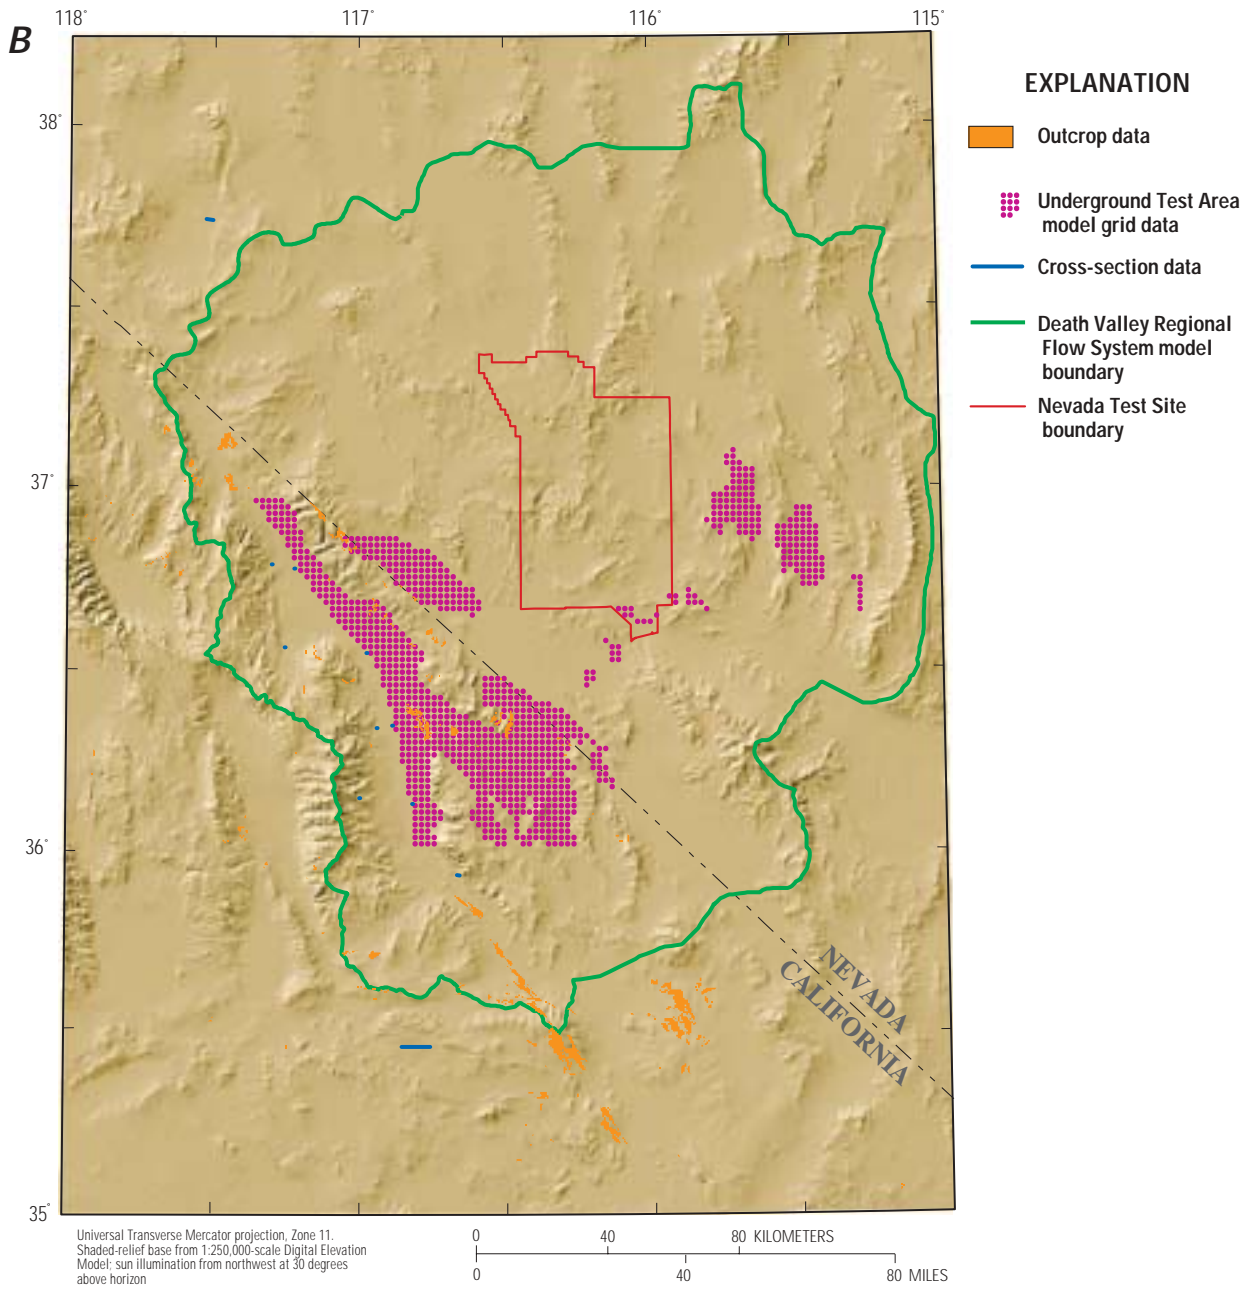 B
118°
117°
116°
115°
38°
37°
36°
35°
NEVADA
CALIFORNIA
EXPLANATION
Outcrop data
Underground Test Area
model grid data
Cross-section data
Death Valley Regional
Flow System model
boundary
Nevada Test Site
boundary
Universal Transverse Mercator projection, Zone 11.
Shaded-relief base from 1:250,000-scale Digital Elevation
Model; sun illumination from northwest at 30 degrees
above horizon
0 40 80 KILOMETERS
0 40 80 MILES